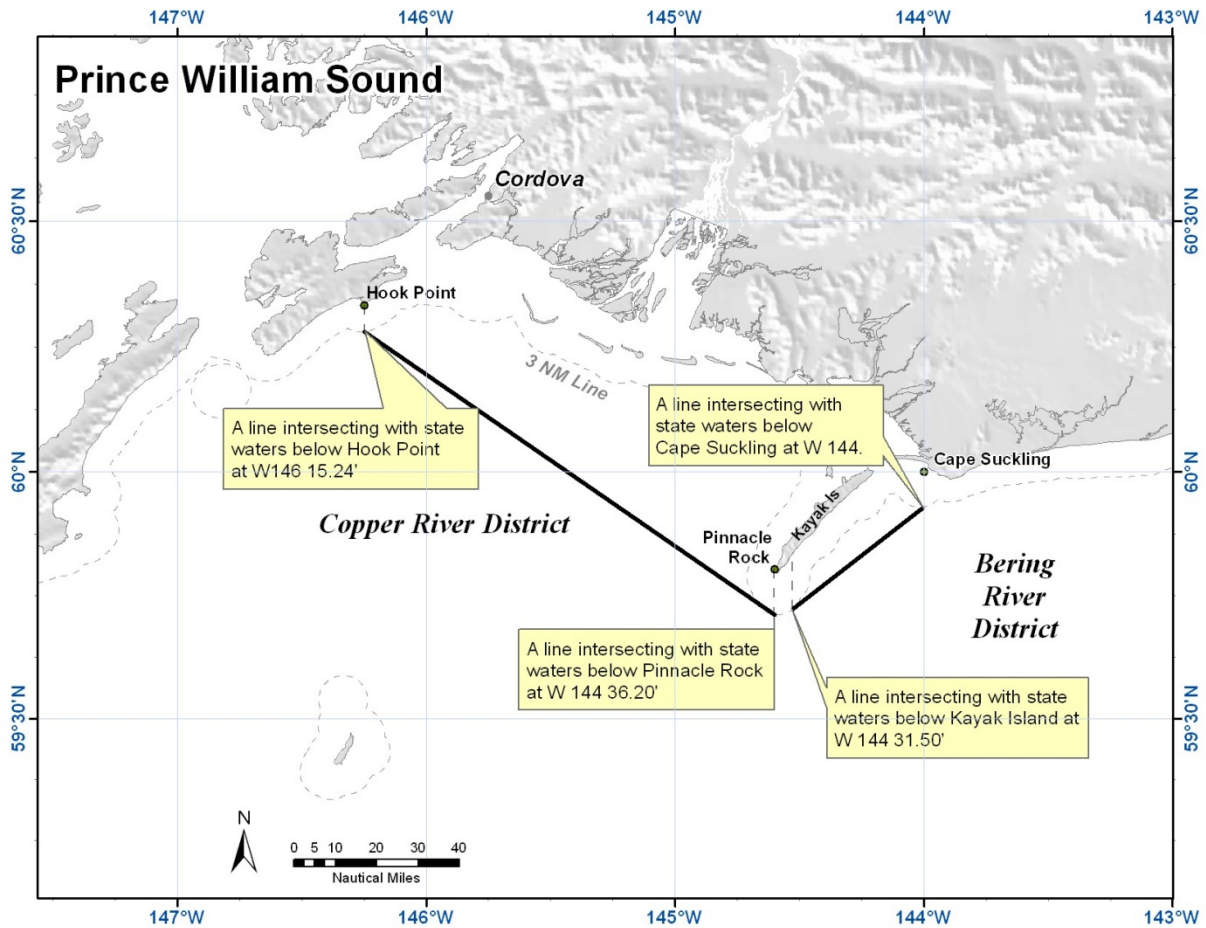 147°W 146°W 145°W 144°W 143°W
Prince William Sound
Cordova
60°30'N 60°30'N
Hook Point
3 NM Line
A line intersecting with state
waters below Hook Point
at W146 15.24'
A line intersecting with
state waters below
Cape Suckling at W 144.
Cape Suckling
60°N 60°N
Copper River District
Kayak Is
Pinnacle
Rock
Bering
River
District
A line intersecting with state
waters below Pinnacle Rock
at W 144 36.20'
A line intersecting with state
waters below Kayak Island at
W 144 31.50'
59°30'N 59°30'N
N
0 5 10 20 30 40
Nautical Miles
147°W 146°W 145°W 144°W 143°W